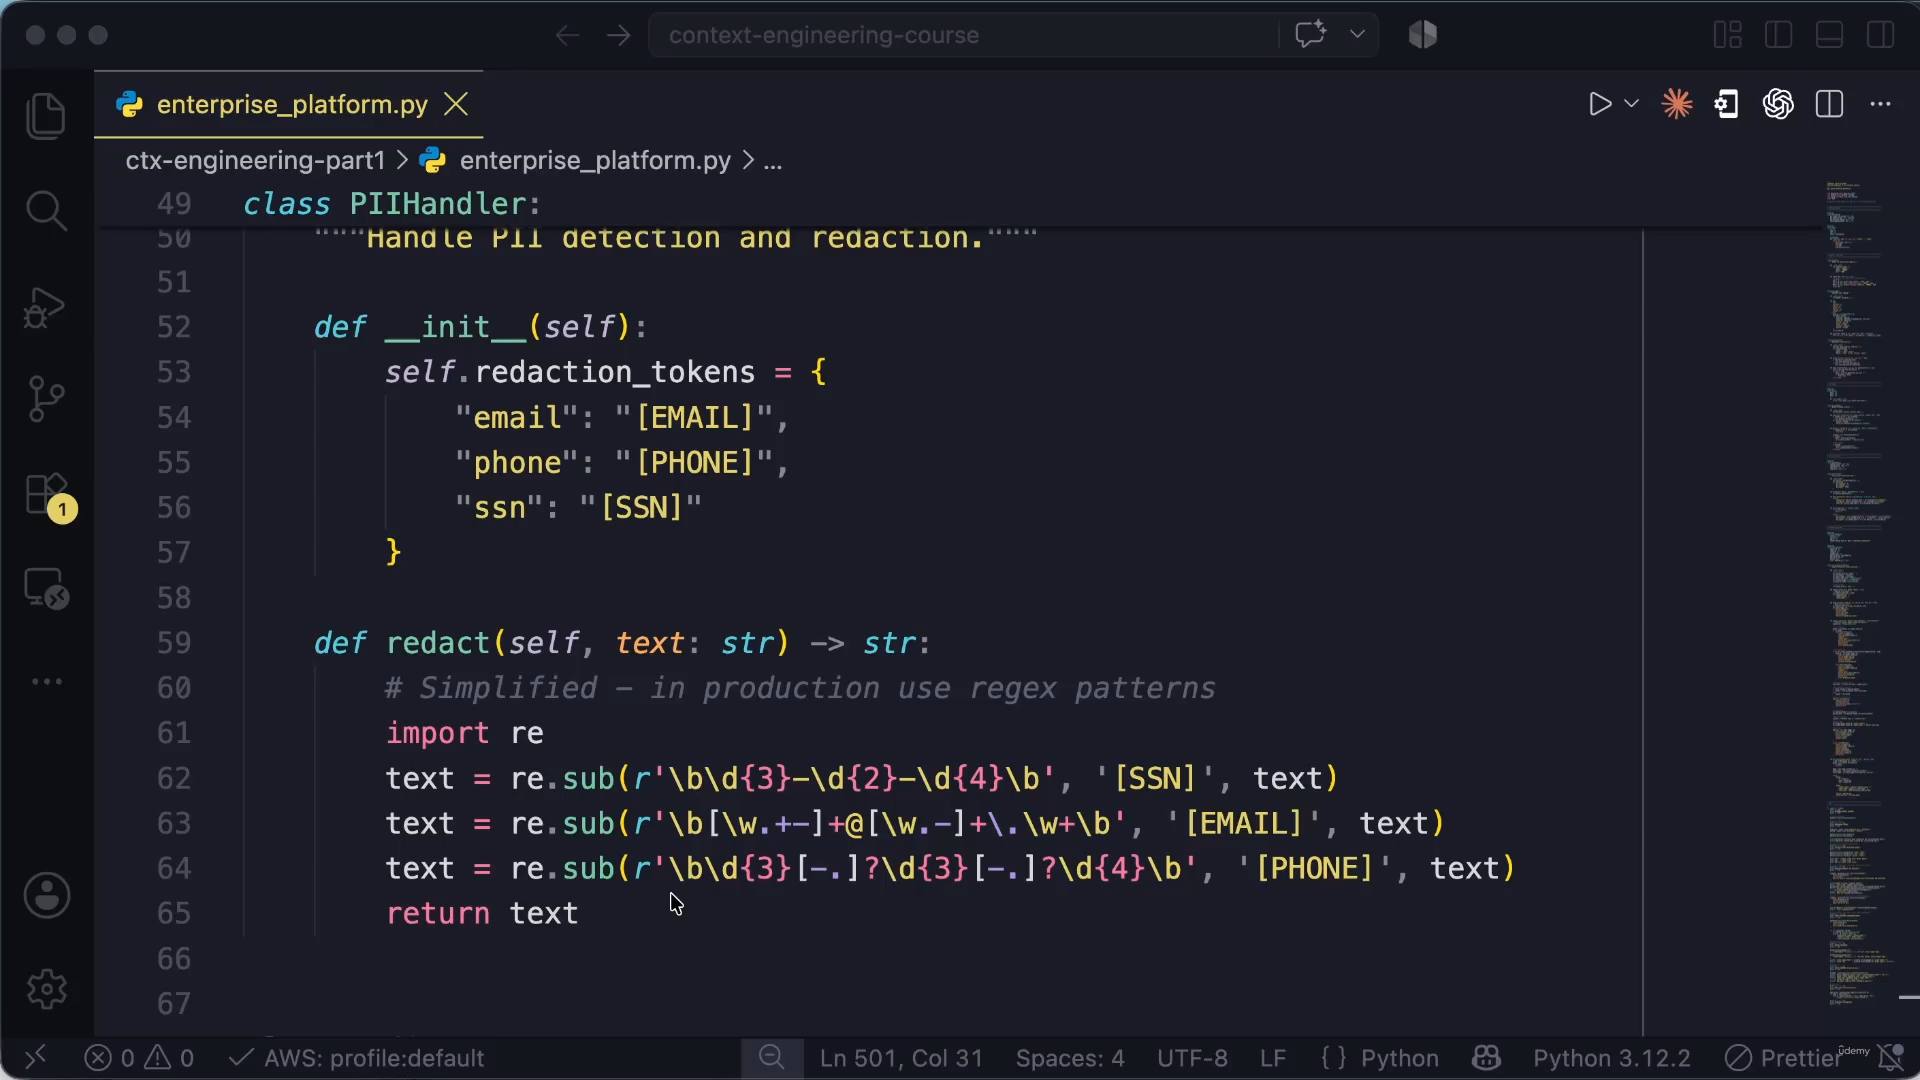 context-engineering-course
enterprise_platform.py
ctx-engineering-part1 > enterprise_platform.py > ...
49 class PIIHandler:
50 """Handle PII detection and redaction."""
51
52 def __init__(self):
53 self.redaction_tokens = {
54 "email": "[EMAIL]",
55 "phone": "[PHONE]",
56 "ssn": "[SSN]"
57 }
58
59 def redact(self, text: str) -> str:
60 # Simplified - in production use regex patterns
61 import re
62 text = re.sub(r'\b\d{3}-\d{2}-\d{4}\b', '[SSN]', text)
63 text = re.sub(r'\b[\w.+-]+@[\w.-]+\.\w+\b', '[EMAIL]', text)
64 text = re.sub(r'\b\d{3}[-.]?\d{3}[-.]?\d{4}\b', '[PHONE]', text)
65 return text
66
67
1
0 0 AWS: profile:default Ln 501, Col 31 Spaces: 4 UTF-8 LF {} Python Python 3.12.2 Prettier
udemy